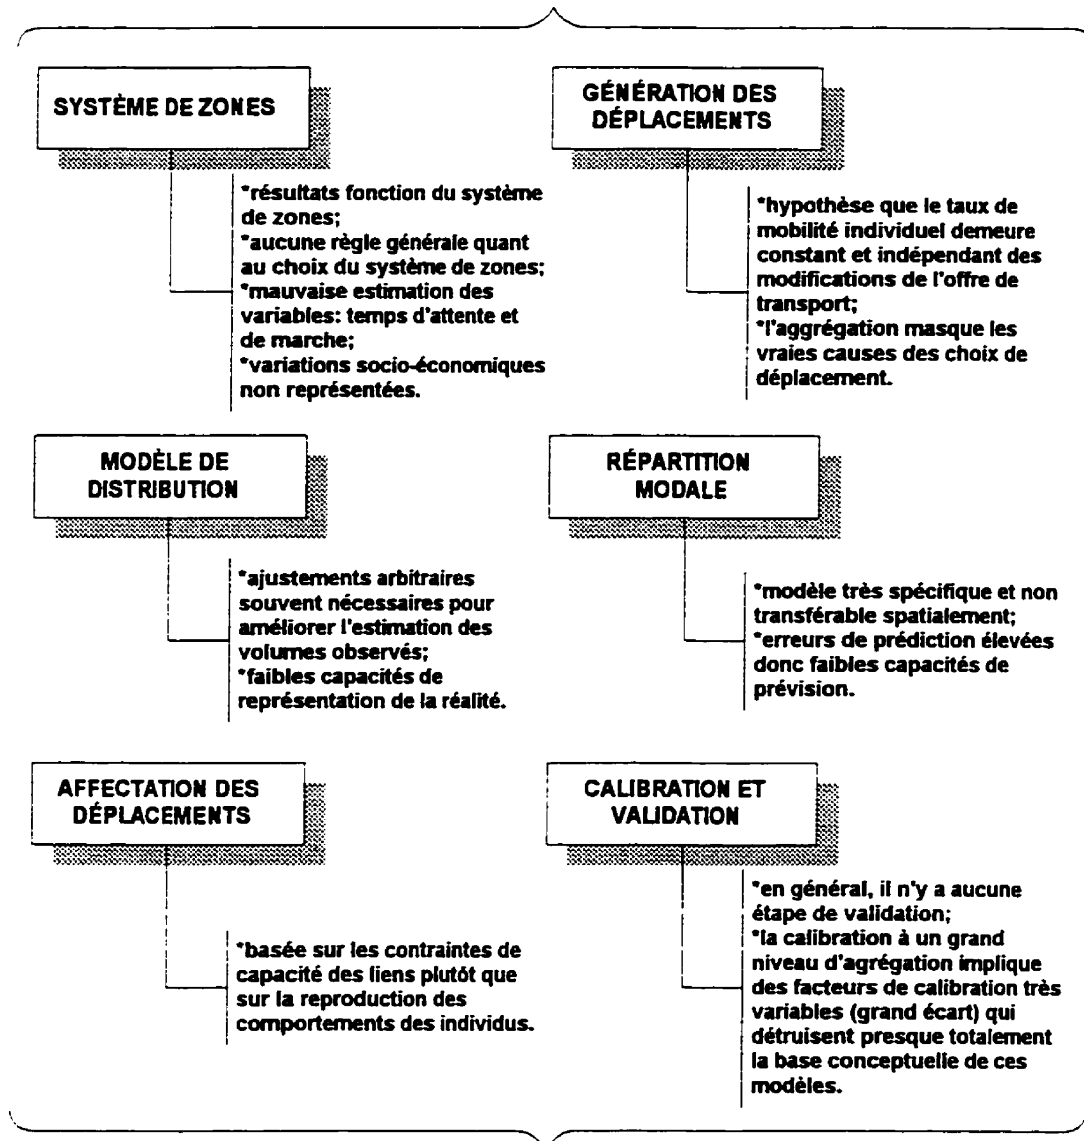 SYSTÈME DE ZONES
*résultats fonction du système
de zones;
*aucune règle générale quant
au choix du système de zones;
*mauvaise estimation des
variables: temps d'attente et
de marche;
*variations socio-économiques
non représentées.
GÉNÉRATION DES
DÉPLACEMENTS
*hypothèse que le taux de
mobilité individuel demeure
constant et indépendant des
modifications de l'offre de
transport;
*l'aggrégation masque les
vraies causes des choix de
déplacement.
MODÈLE DE
DISTRIBUTION
*ajustements arbitraires
souvent nécessaires pour
améliorer l'estimation des
volumes observés;
*faibles capacités de
représentation de la réalité.
RÉPARTITION
MODALE
*modèle très spécifique et non
transférable spatialement;
*erreurs de prédiction élevées
donc faibles capacités de
prévision.
AFFECTATION DES
DÉPLACEMENTS
*basée sur les contraintes de
capacité des liens plutôt que
sur la reproduction des
comportements des individus.
CALIBRATION ET
VALIDATION
*en général, il n'y a aucune
étape de validation;
*la calibration à un grand
niveau d'agrégation implique
des facteurs de calibration très
variables (grand écart) qui
détruisent presque totalement
la base conceptuelle de ces
modèles.